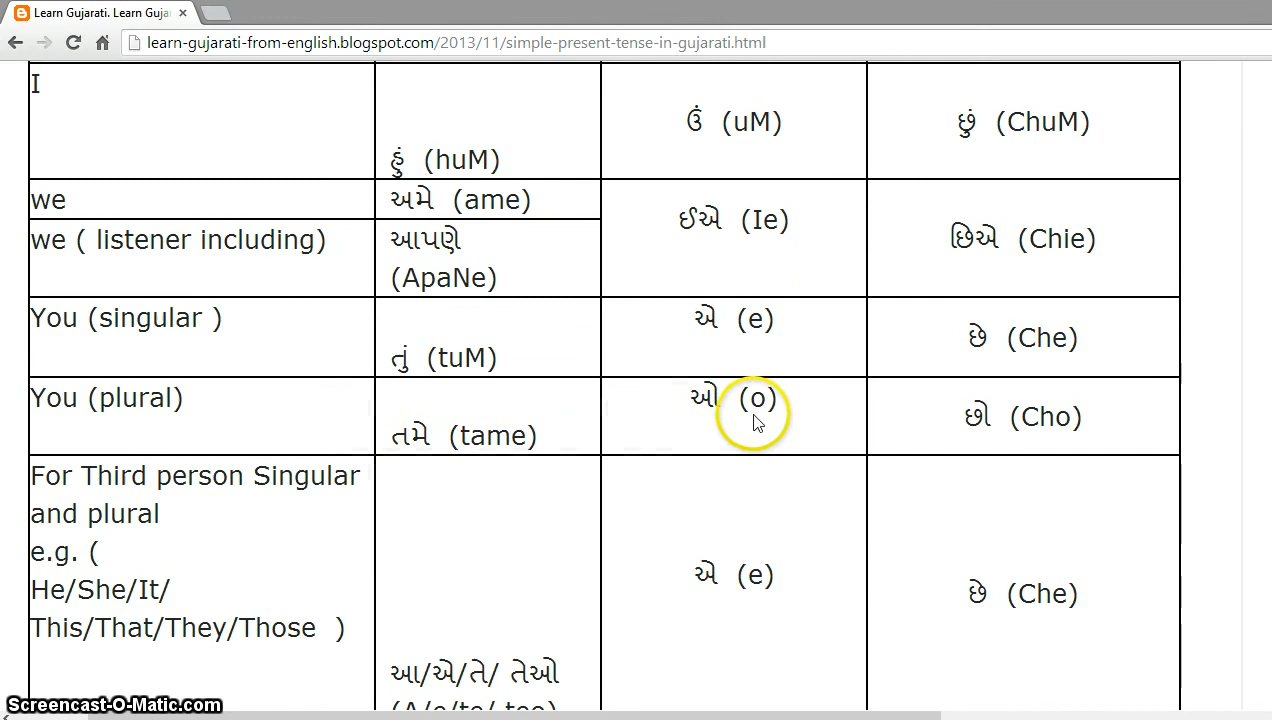 Learn Gujarati. Learn Guja
learn-gujarati-from-english.blogspot.com/2013/11/simple-present-tense-in-gujarati.html
I
હું (huM)
ઉં (uM)
છું (ChuM)
we
અમે (ame)
ઈએ (Ie)
છિએ (Chie)
we ( listener including)
આપણે
(ApaNe)
You (singular )
તું (tuM)
એ (e)
છે (Che)
You (plural)
તમે (tame)
ઓ (o)
છો (Cho)
For Third person Singular
and plural
e.g. (
He/She/It/
This/That/They/Those )
આ/એ/તે/ તેઓ
(A/e/te/ teo)
એ (e)
છે (Che)
Screencast-O-Matic.com